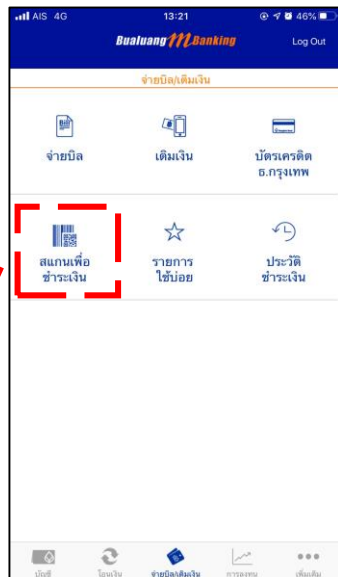 AIS 4G 13:21 46%
Bualuang mBanking Log Out
จ่ายบิล/เติมเงิน
จ่ายบิล
เติมเงิน
บัตรเครดิต
ธ.กรุงเทพ
สแกนเพื่อ
ชำระเงิน
รายการ
ใช้บ่อย
ประวัติ
ชำระเงิน
บัญชี โอนเงิน จ่ายบิล/เติมเงิน การลงทุน เพิ่มเติม